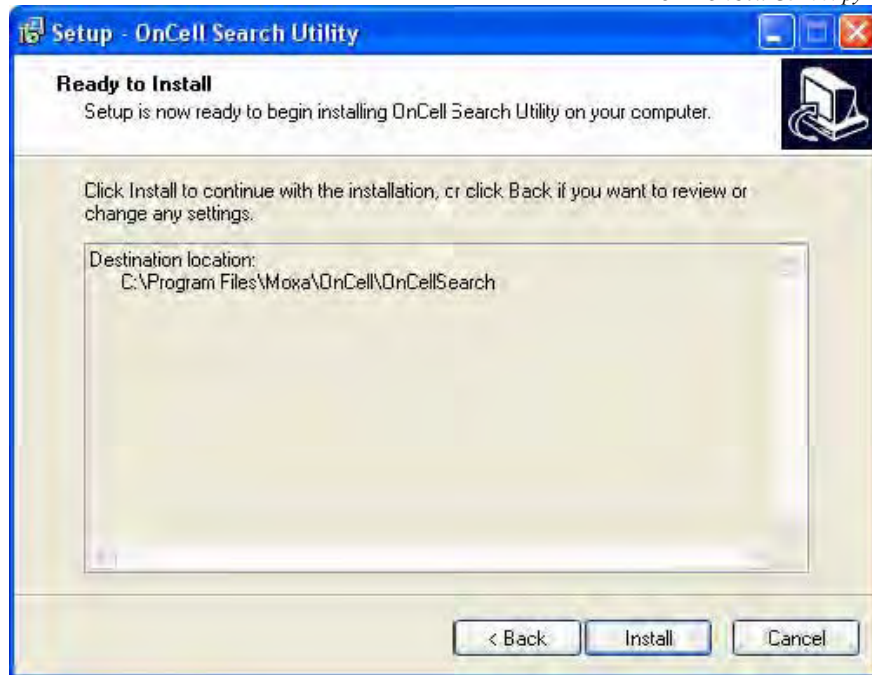 Setup - OnCell Search Utility
Ready to Install
Setup is now ready to begin installing OnCell Search Utility on your computer.
Click Install to continue with the installation, or click Back if you want to review or
change any settings.
Destination location:
C:\Program Files\Moxa\OnCell\OnCellSearch
< Back
Install
Cancel